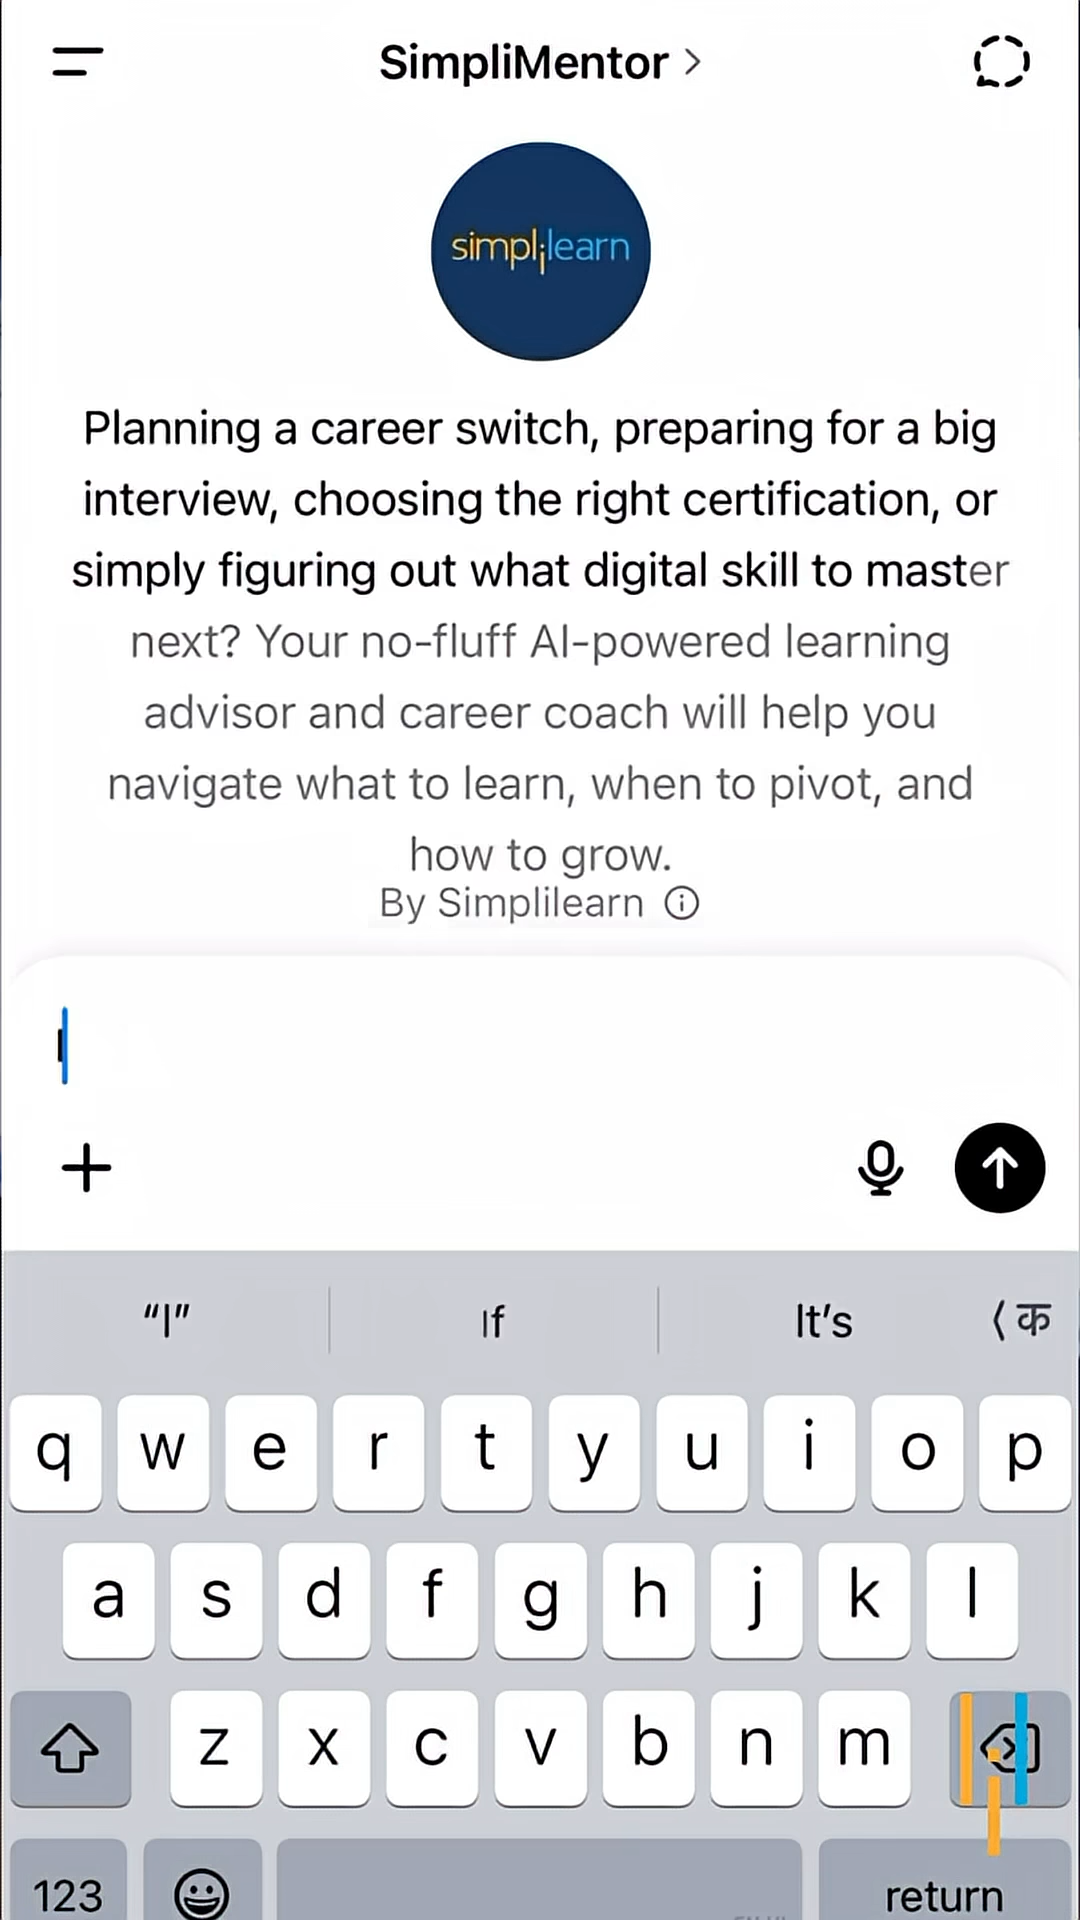 SimpliMentor >
simplilearn
Planning a career switch, preparing for a big
interview, choosing the right certification, or
simply figuring out what digital skill to master
next? Your no-fluff AI-powered learning
advisor and career coach will help you
navigate what to learn, when to pivot, and
how to grow.
By Simplilearn
I
“I” If It's क
q w e r t y u i o p
a s d f g h j k l
z x c v b n m
123 return